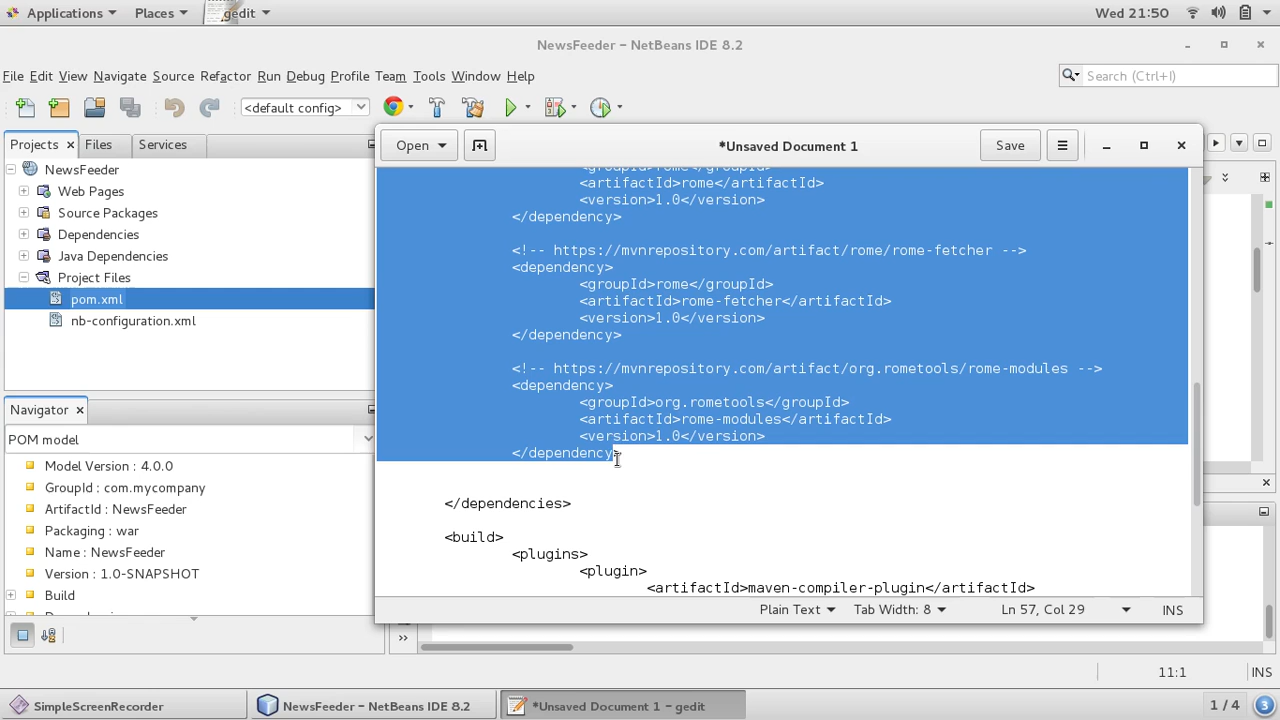 Applications Places gedit Wed 21:50
NewsFeeder – NetBeans IDE 8.2
File Edit View Navigate Source Refactor Run Debug Profile Team Tools Window Help
Search (Ctrl+I)
<default config>
Projects Files Services
NewsFeeder
Web Pages
Source Packages
Dependencies
Java Dependencies
Project Files
pom.xml
nb-configuration.xml
Navigator
POM model
Model Version : 4.0.0
GroupId : com.mycompany
ArtifactId : NewsFeeder
Packaging : war
Name : NewsFeeder
Version : 1.0-SNAPSHOT
Build
Open *Unsaved Document 1 Save
<groupId>rome</groupId>
<artifactId>rome</artifactId>
<version>1.0</version>
</dependency>
<!-- https://mvnrepository.com/artifact/rome/rome-fetcher -->
<dependency>
<groupId>rome</groupId>
<artifactId>rome-fetcher</artifactId>
<version>1.0</version>
</dependency>
<!-- https://mvnrepository.com/artifact/org.rometools/rome-modules -->
<dependency>
<groupId>org.rometools</groupId>
<artifactId>rome-modules</artifactId>
<version>1.0</version>
</dependency>
</dependencies>
<build>
<plugins>
<plugin>
<artifactId>maven-compiler-plugin</artifactId>
Plain Text Tab Width: 8 Ln 57, Col 29 INS
11:1 INS
SimpleScreenRecorder NewsFeeder – NetBeans IDE 8.2 *Unsaved Document 1 – gedit 1 / 4 3